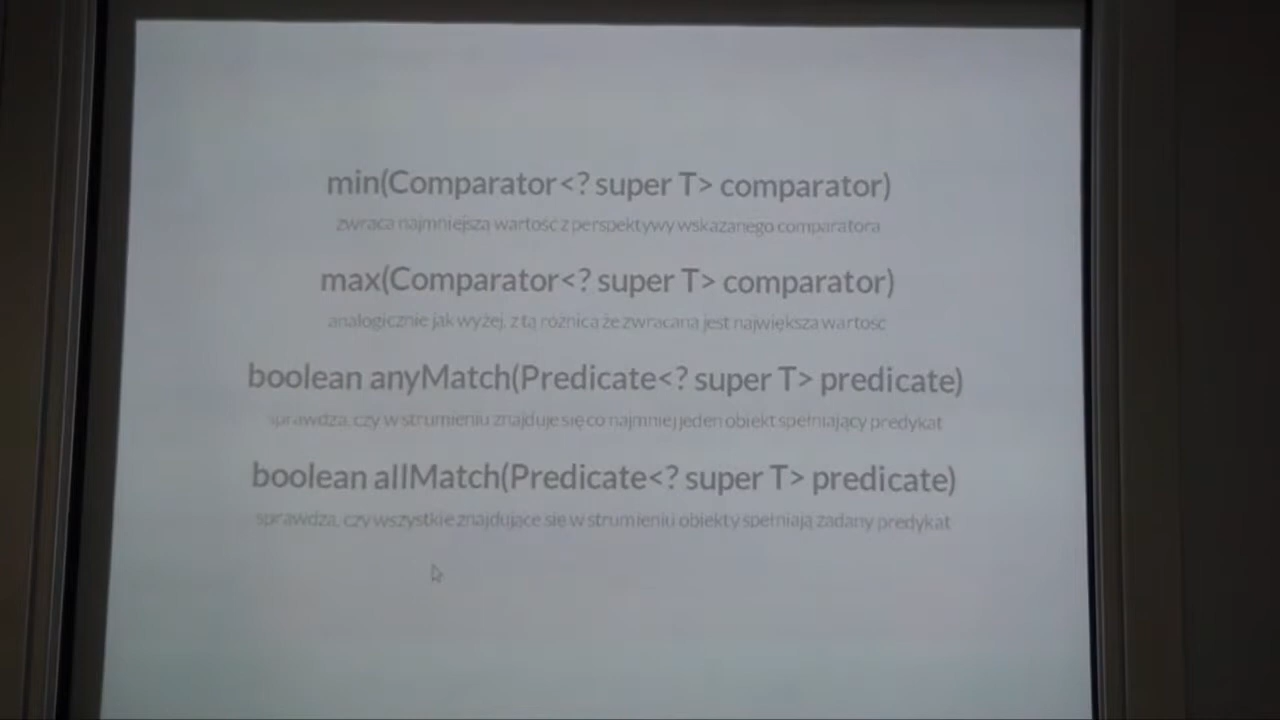 min(Comparator<? super T> comparator)
zwraca najmniejszą wartość z perspektywy wskazanego comparatora
max(Comparator<? super T> comparator)
analogicznie jak wyżej, z tą różnicą że zwracana jest największa wartość
boolean anyMatch(Predicate<? super T> predicate)
sprawdza, czy w strumieniu znajduje się co najmniej jeden obiekt spełniający predykat
boolean allMatch(Predicate<? super T> predicate)
sprawdza, czy wszystkie znajdujące się w strumieniu obiekty spełniają zadany predykat